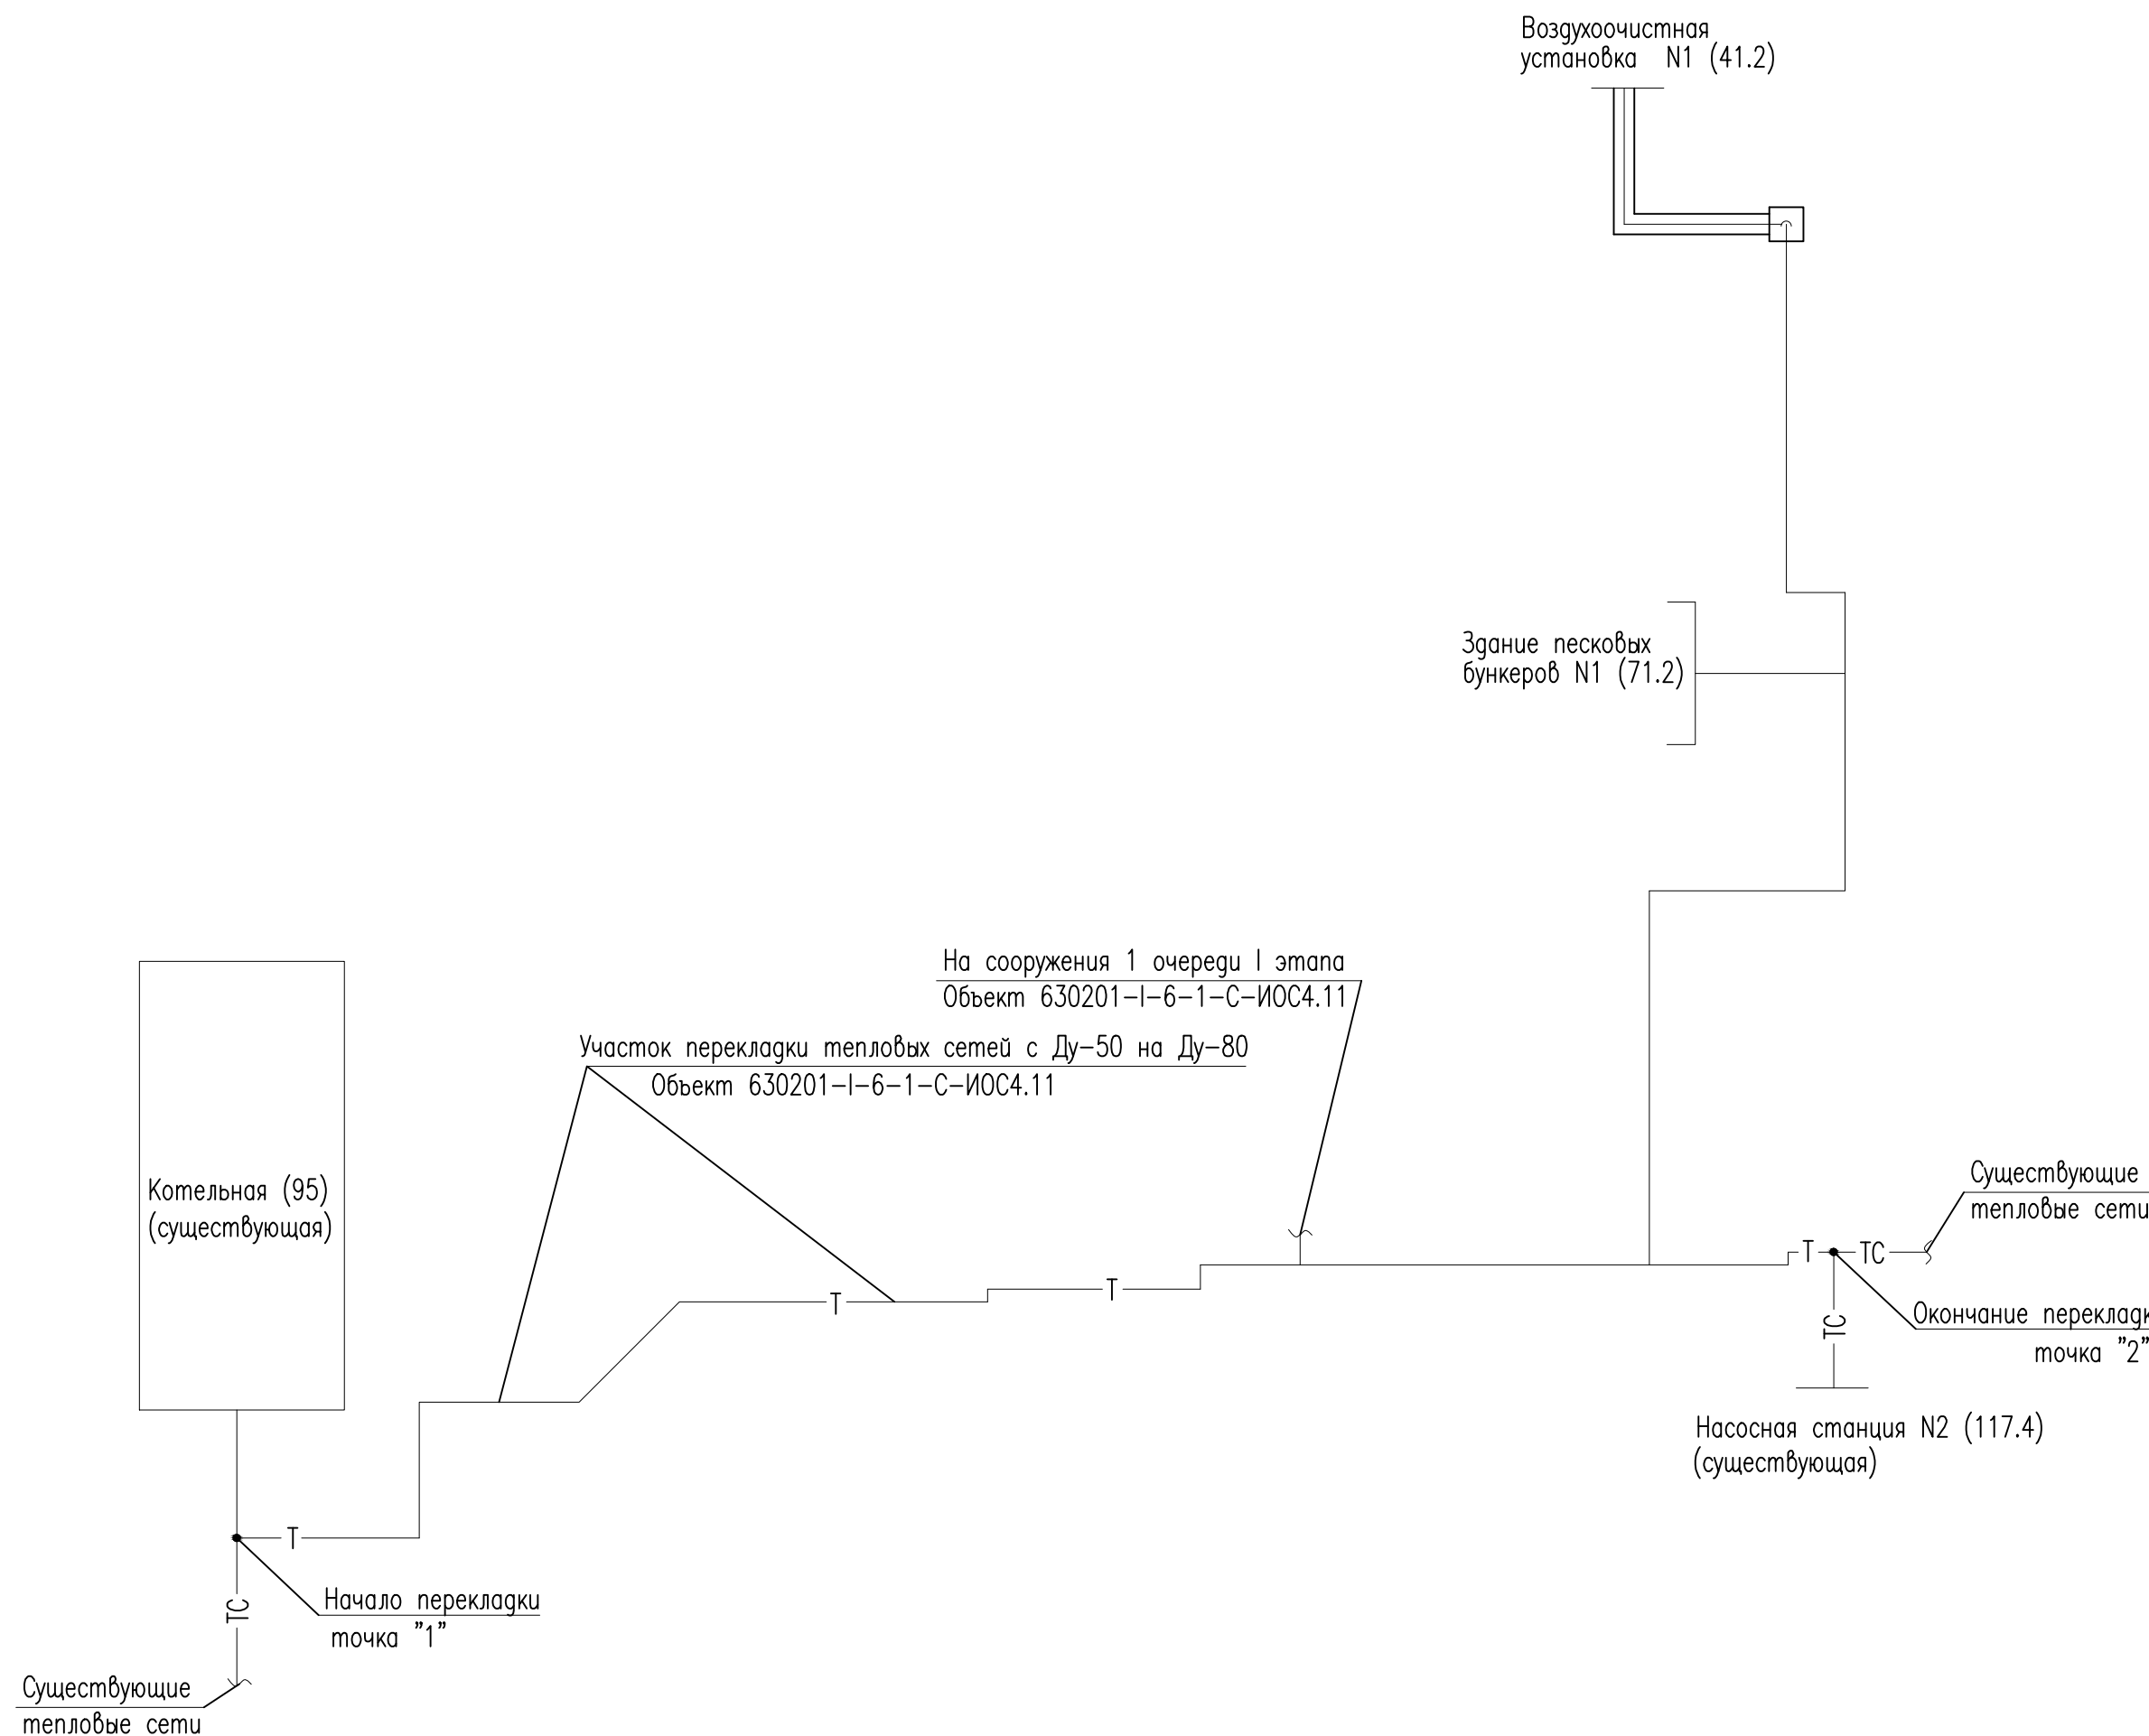 Воздухоочистная
установка N1 (41.2)
Здание песковых
бункеров N1 (71.2)
На сооружения 1 очереди I этапа
Объект 630201-I-6-1-С-ИОС4.11
Участок перекладки тепловых сетей с Ду-50 на Ду-80
Объект 630201-I-6-1-С-ИОС4.11
Котельная (95)
(существующая)
Существующие
тепловые сети
Т
ТС
Т
Т
ТС
Окончание
точка "2"
Насосная станция N2 (117.4)
(существующая)
Т
ТС
Начало перекладки
точка "1"
Существующие
тепловые сети